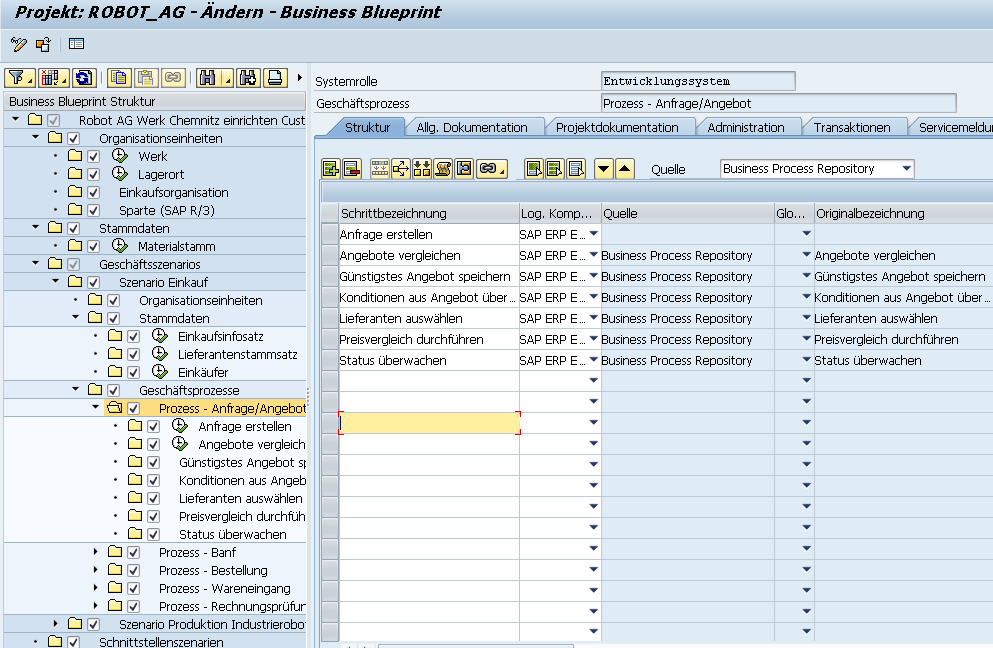 Projekt: ROBOT_AG - Ändern - Business Blueprint
Systemrolle Entwicklungssystem
Geschäftsprozess Prozess - Anfrage/Angebot
Business Blueprint Struktur
Robot AG Werk Chemnitz einrichten Cust
Organisationseinheiten
Werk
Lagerort
Einkaufsorganisation
Sparte (SAP R/3)
Stammdaten
Materialstamm
Geschäftsszenarios
Szenario Einkauf
Organisationseinheiten
Stammdaten
Einkaufsinfosatz
Lieferantenstammsatz
Einkäufer
Geschäftsprozesse
Prozess - Anfrage/Angebot
Anfrage erstellen
Angebote vergleich
Günstigstes Angebot sp
Konditionen aus Angeb
Lieferanten auswählen
Preisvergleich durchfüh
Status überwachen
Prozess - Banf
Prozess - Bestellung
Prozess - Wareneingang
Prozess - Rechnungsprüfun
Szenario Produktion Industrierobo
Schnittstellenszenarien
Struktur Allg. Dokumentation Projektdokumentation Administration Transaktionen Servicemeldu
Quelle Business Process Repository
Schrittbezeichnung Log. Komp... Quelle Glo... Originalbezeichnung
Anfrage erstellen SAP ERP E...
Angebote vergleichen SAP ERP E... Business Process Repository Angebote vergleichen
Günstigstes Angebot speichern SAP ERP E... Business Process Repository Günstigstes Angebot speichern
Konditionen aus Angebot über ... SAP ERP E... Business Process Repository Konditionen aus Angebot über ...
Lieferanten auswählen SAP ERP E... Business Process Repository Lieferanten auswählen
Preisvergleich durchführen SAP ERP E... Business Process Repository Preisvergleich durchführen
Status überwachen SAP ERP E... Business Process Repository Status überwachen